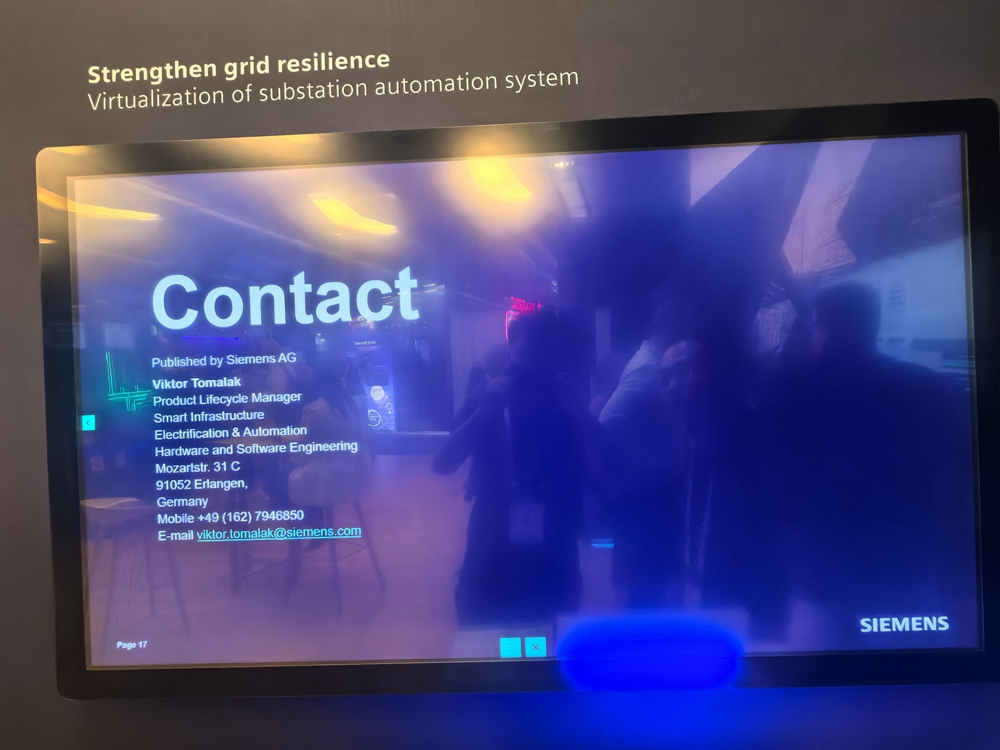 Strengthen grid resilience
Virtualization of substation automation system
Contact
Published by Siemens AG
Viktor Tomalak
Product Lifecycle Manager
Smart Infrastructure
Electrification & Automation
Hardware and Software Engineering
Mozartstr. 31 C
91052 Erlangen,
Germany
Mobile +49 (162) 7946850
E-mail viktor.tomalak@siemens.com
Page 17
SIEMENS